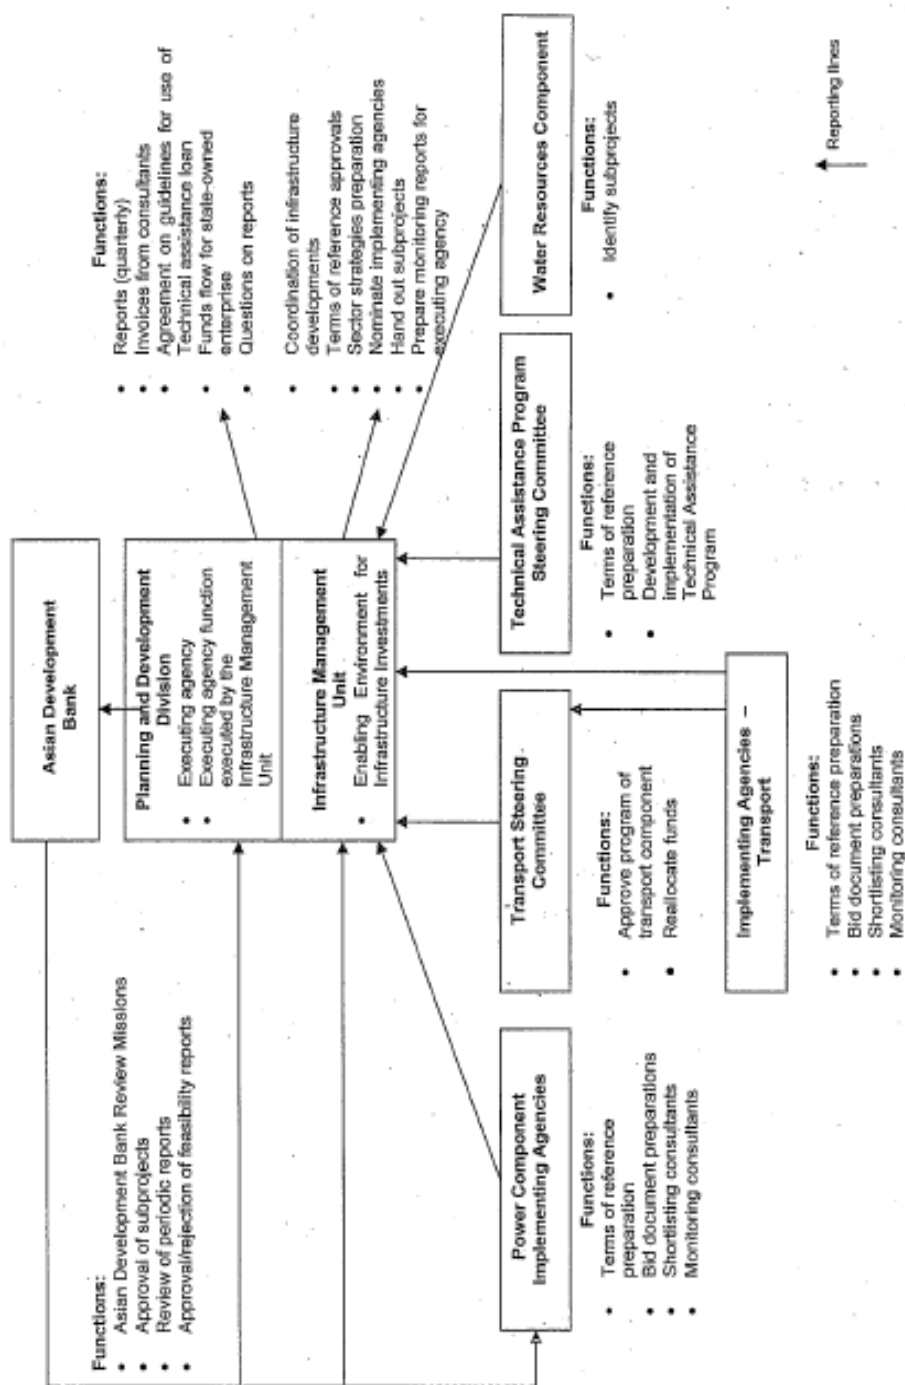 Asian Development
Bank
Functions:
• Asian Development Bank Review Missions
• Approval of subprojects
• Review of periodic reports
• Approval/rejection of feasibility reports
Planning and Development
Division
• Executing agency
• Executing agency function
executed by the
Infrastructure Management
Unit
Infrastructure Management
Unit
• Enabling Environment for
Infrastructure Investments
Functions:
• Reports (quarterly)
• Invoices from consultants
• Agreement on guidelines for use of
Technical assistance loan
• Funds flow for state-owned
enterprise
• Questions on reports
• Coordination of infrastructure
developments
• Terms of reference approvals
• Sector strategies preparation
• Nominate implementing agencies
• Hand out subprojects
• Prepare monitoring reports for
executing agency
Power Component
Implementing Agencies
Functions:
• Terms of reference
preparation
• Bid document preparations
• Shortlisting consultants
• Monitoring consultants
Transport Steering
Committee
Functions:
• Approve program of
transport component
• Reallocate funds
Technical Assistance Program
Steering Committee
Functions:
• Terms of reference
preparation
• Development and
implementation of
Technical Assistance
Program
Water Resources Component
Functions:
• Identify subprojects
Implementing Agencies –
Transport
Functions:
• Terms of reference preparation
• Bid document preparations
• Shortlisting consultants
• Monitoring consultants
Reporting lines